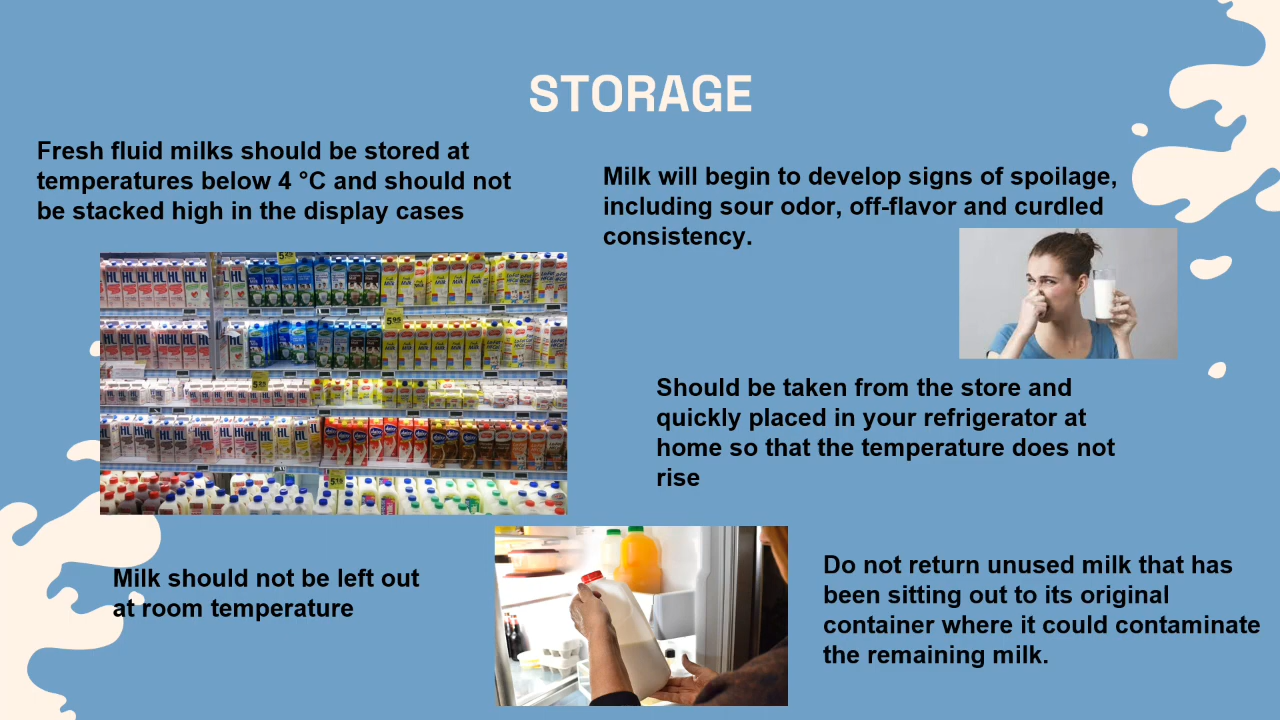 STORAGE
Fresh fluid milks should be stored at
temperatures below 4 °C and should not
be stacked high in the display cases
Milk will begin to develop signs of spoilage,
including sour odor, off-flavor and curdled
consistency.
Should be taken from the store and
quickly placed in your refrigerator at
home so that the temperature does not
rise
Milk should not be left out
at room temperature
Do not return unused milk that has
been sitting out to its original
container where it could contaminate
the remaining milk.